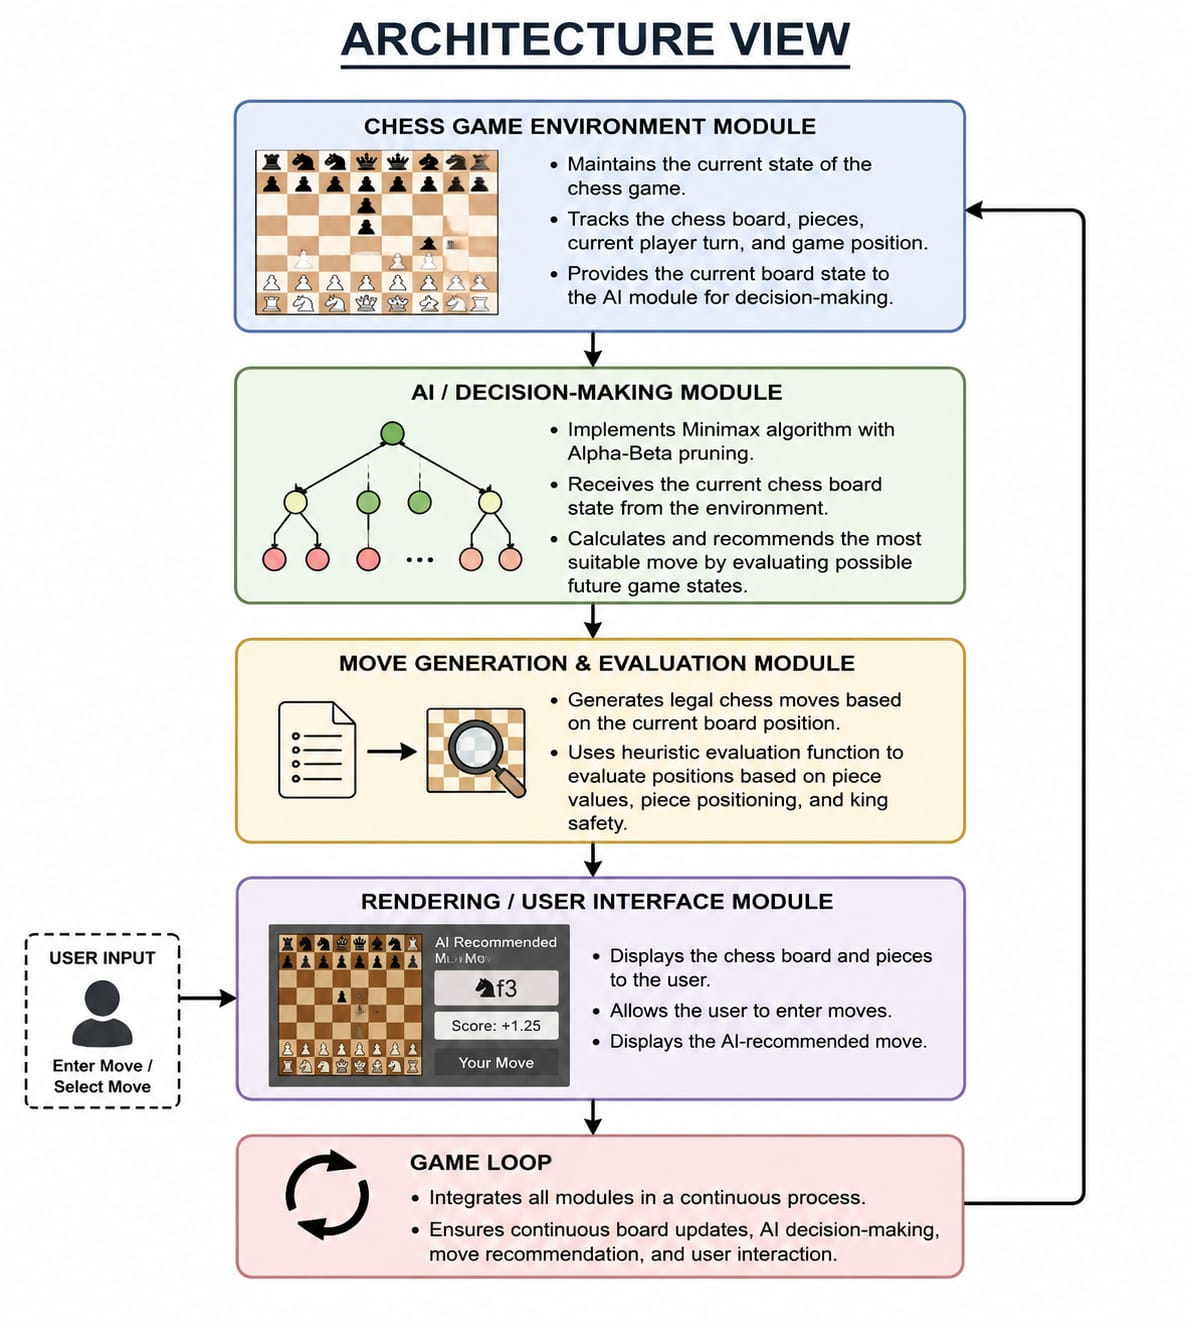 ARCHITECTURE VIEW
CHESS GAME ENVIRONMENT MODULE
• Maintains the current state of the
chess game.
• Tracks the chess board, pieces,
current player turn, and game position.
• Provides the current board state to
the AI module for decision-making.
AI / DECISION-MAKING MODULE
• Implements Minimax algorithm with
Alpha-Beta pruning.
• Receives the current chess board
state from the environment.
• Calculates and recommends the most
suitable move by evaluating possible
future game states.
MOVE GENERATION & EVALUATION MODULE
• Generates legal chess moves based
on the current board position.
• Uses heuristic evaluation function to
evaluate positions based on piece
values, piece positioning, and king
safety.
USER INPUT
Enter Move /
Select Move
RENDERING / USER INTERFACE MODULE
AI Recommended
♞f3
Score: +1.25
Your Move
• Displays the chess board and pieces
to the user.
• Allows the user to enter moves.
• Displays the AI-recommended move.
GAME LOOP
• Integrates all modules in a continuous process.
• Ensures continuous board updates, AI decision-making,
move recommendation, and user interaction.